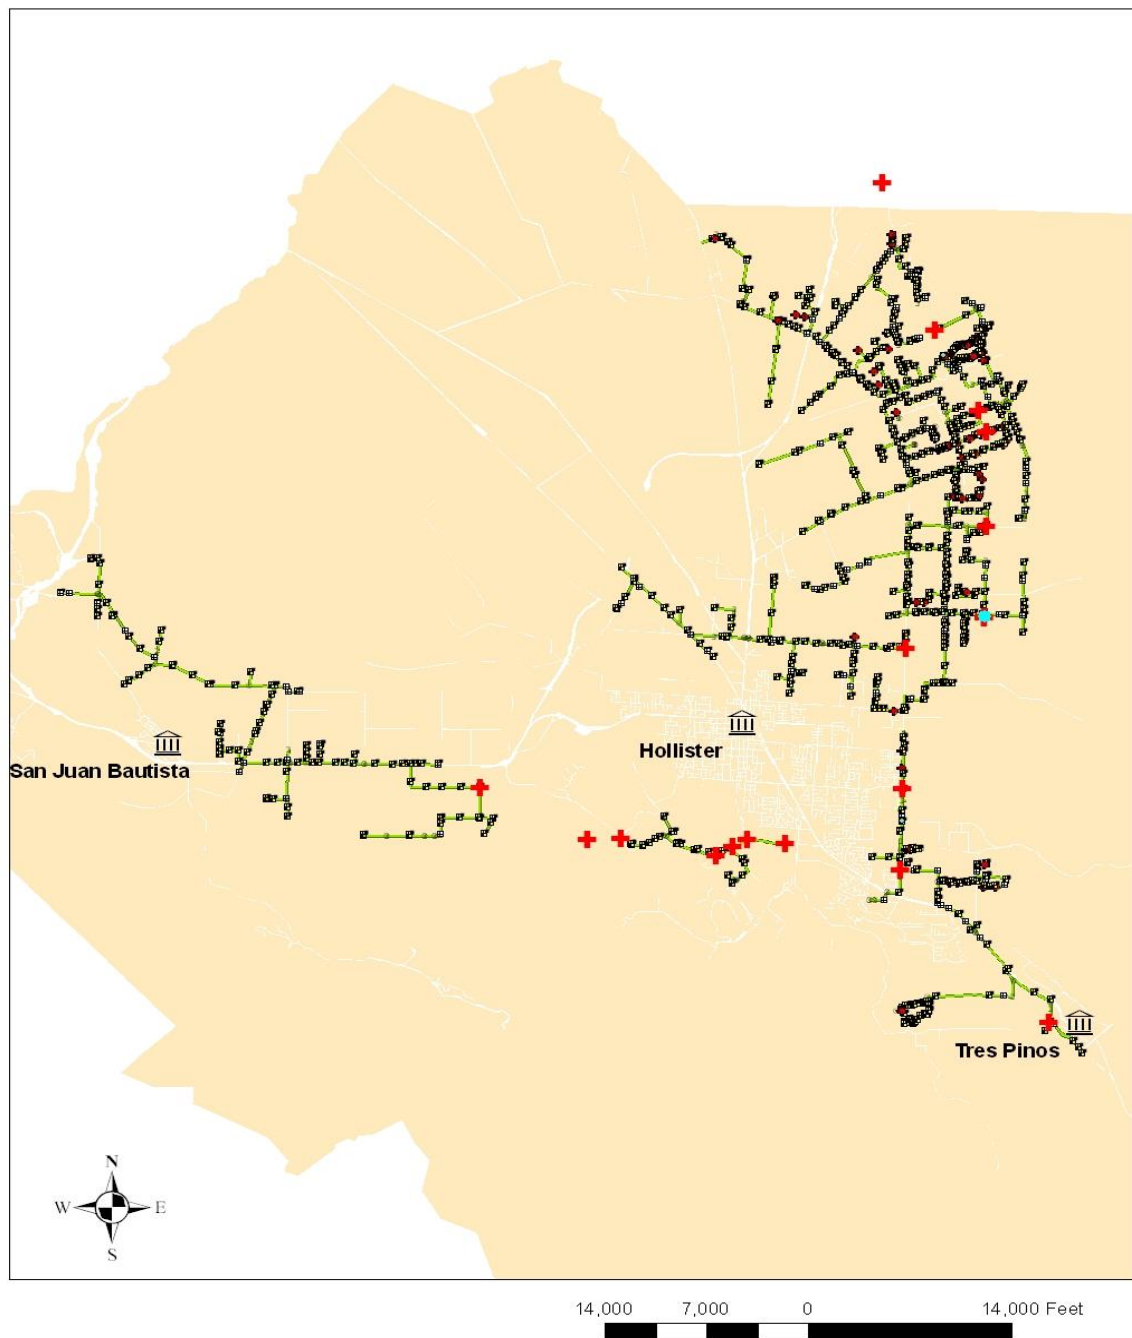 Hollister
San Juan Bautista
Tres Pinos
N
W E
S
14,000 7,000 0 14,000 Feet